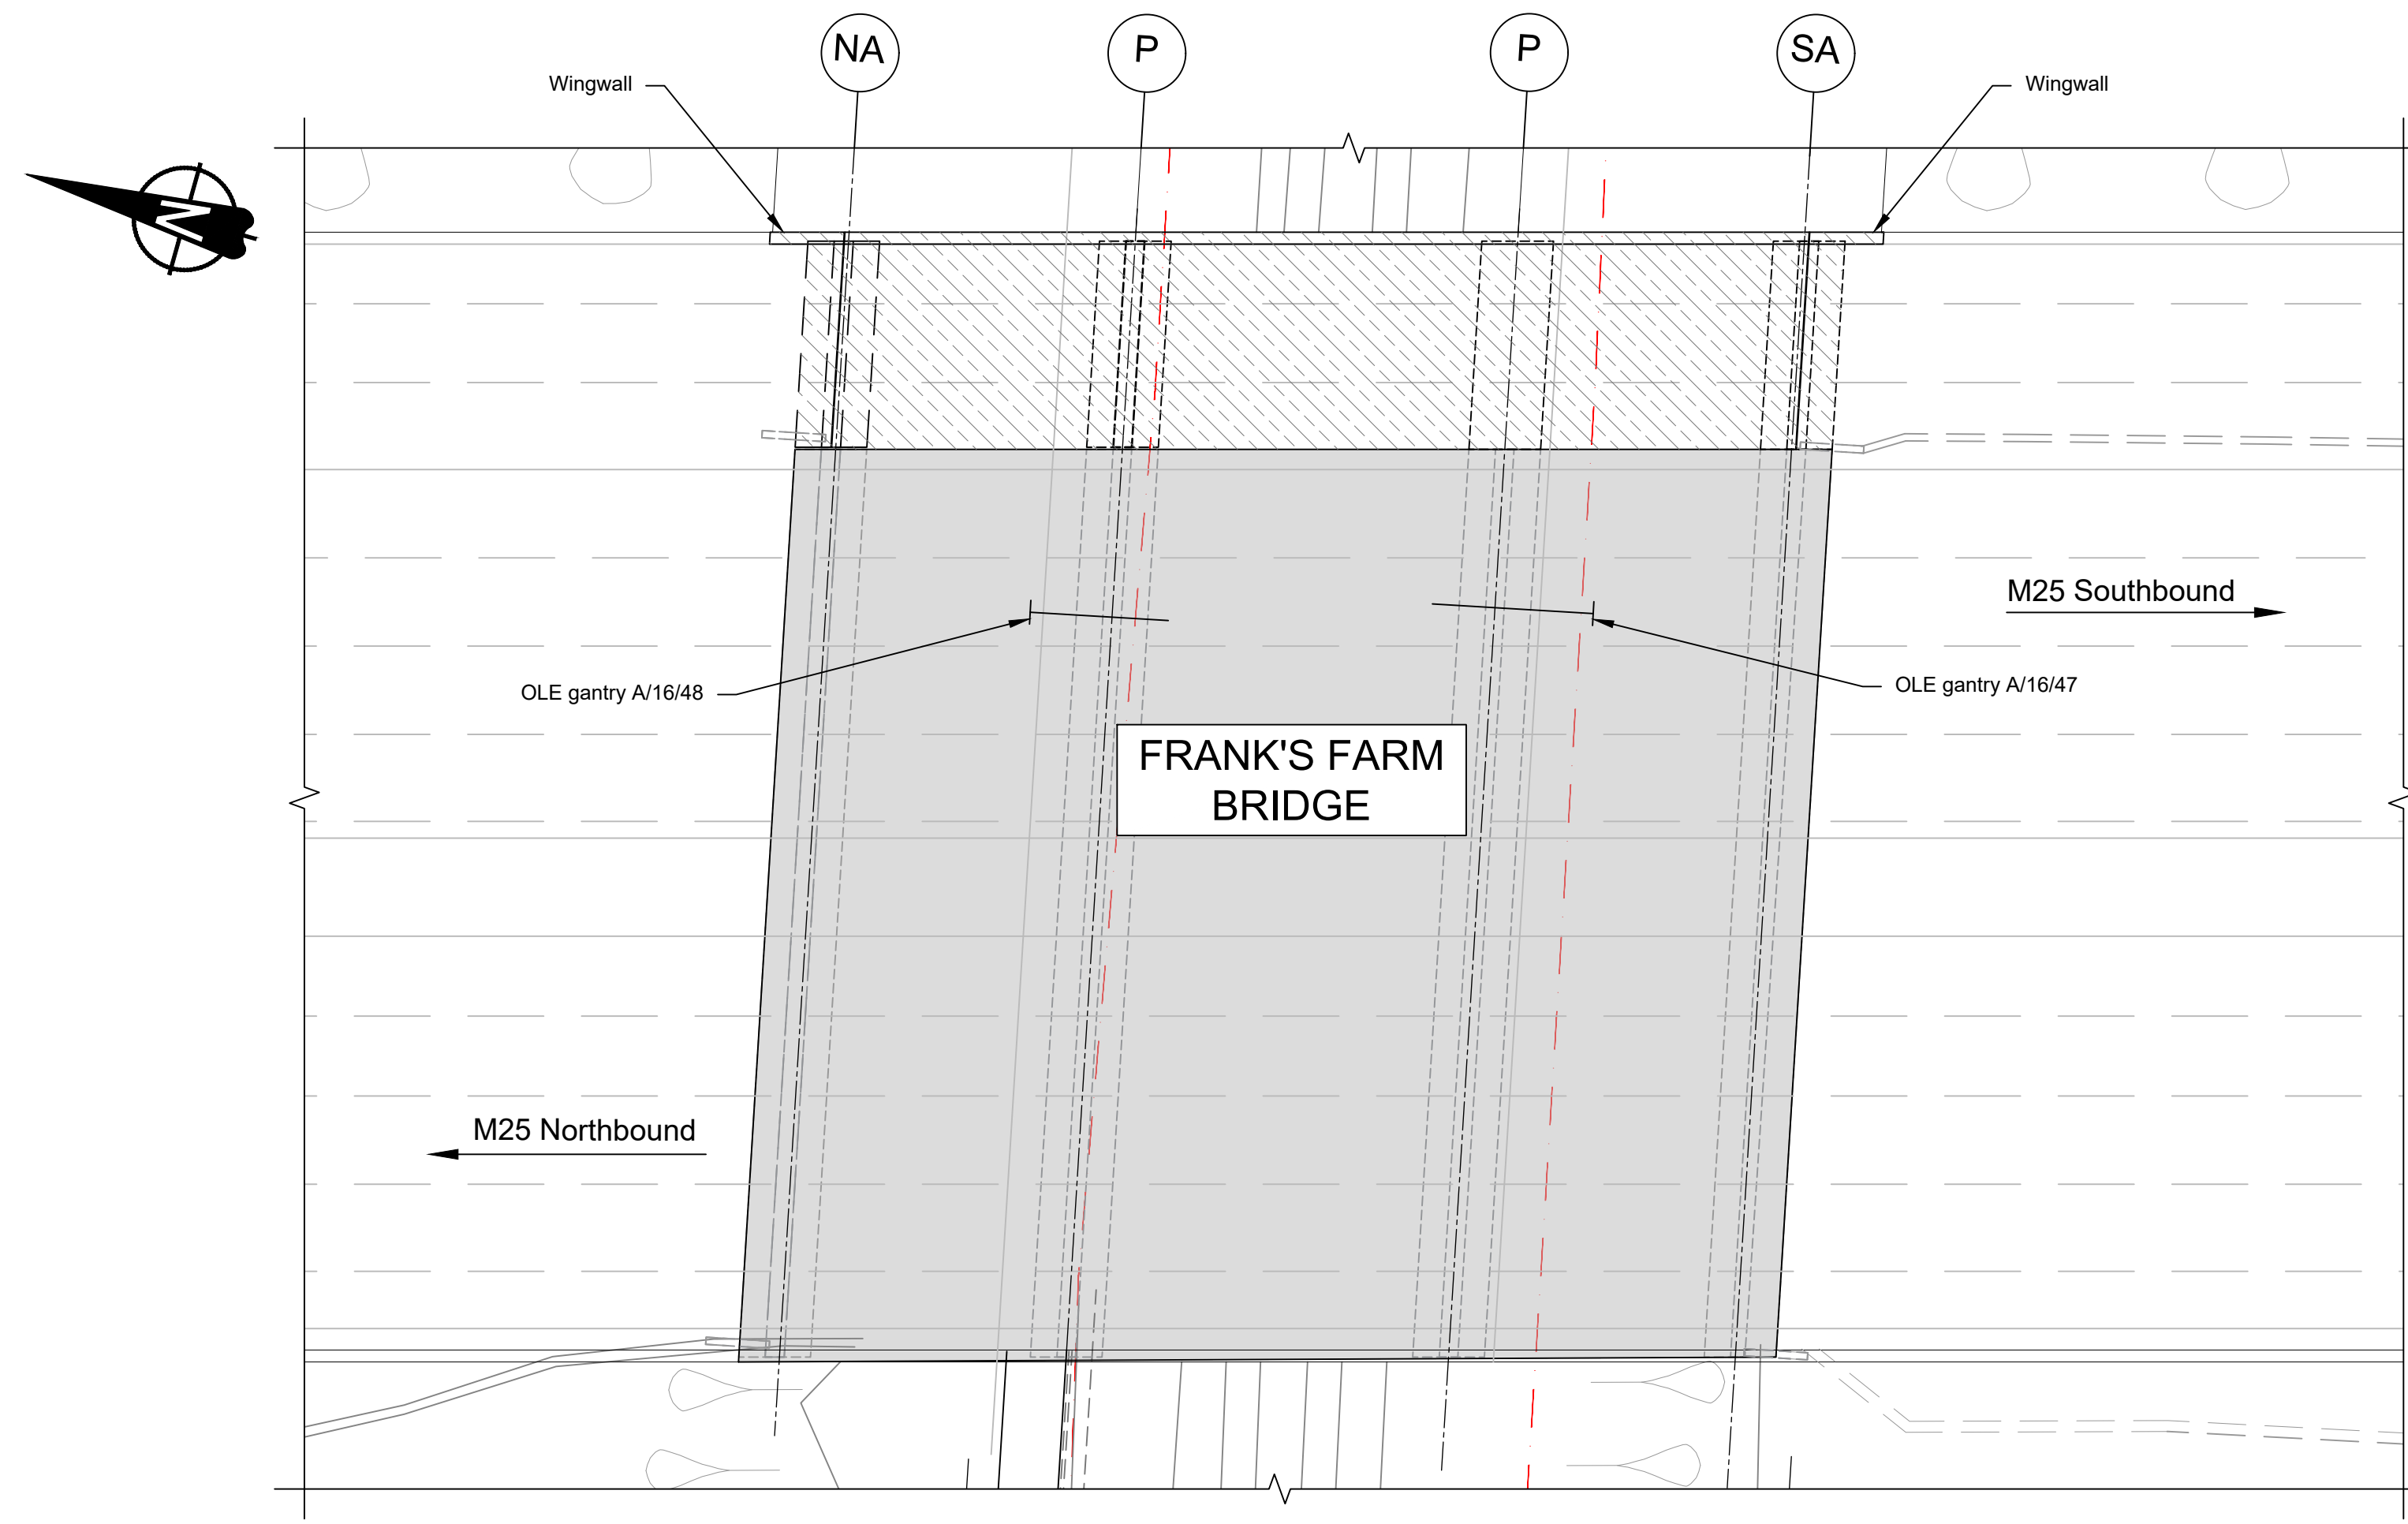 NA
P
P
SA
Wingwall
Wingwall
N
M25 Southbound
OLE gantry A/16/48
OLE gantry A/16/47
FRANK'S FARM
BRIDGE
M25 Northbound